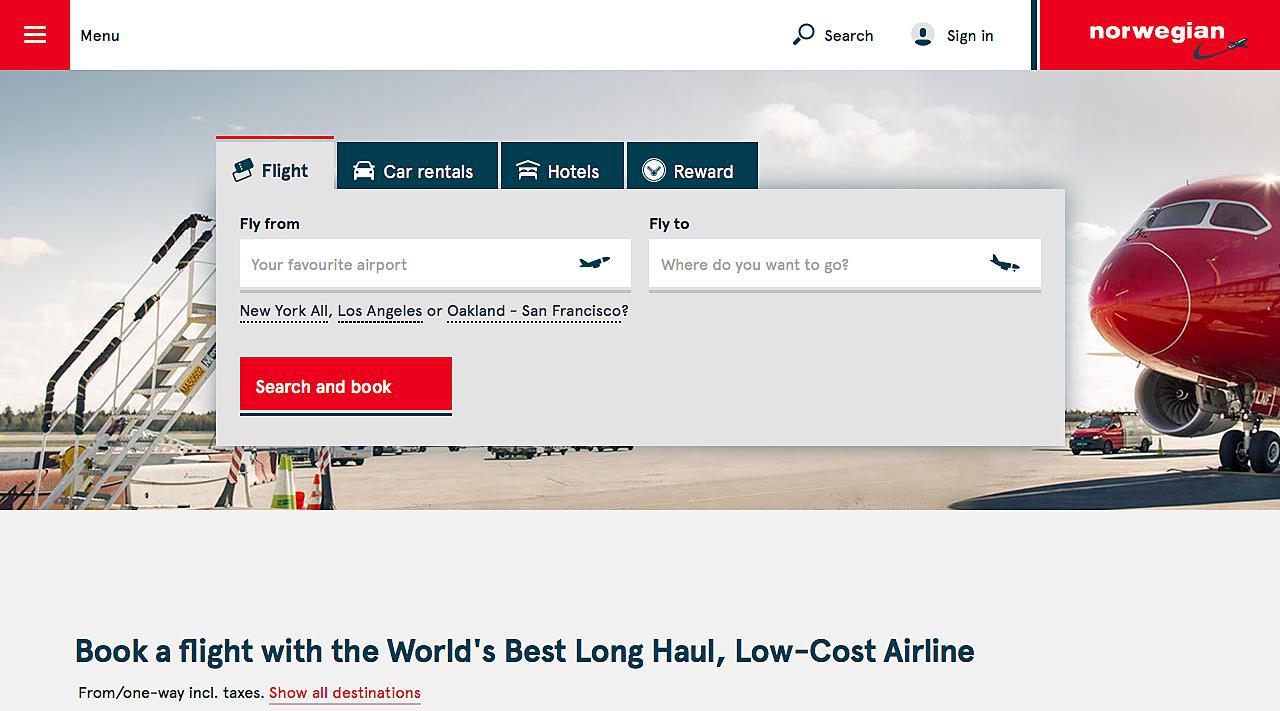 Menu
Search
Sign in
norwegian
Flight
Car rentals
Hotels
Reward
Fly from
Fly to
Your favourite airport
Where do you want to go?
New York All, Los Angeles or Oakland - San Francisco?
Search and book
LNF
Book a flight with the World's Best Long Haul, Low-Cost Airline
From/one-way incl. taxes. Show all destinations